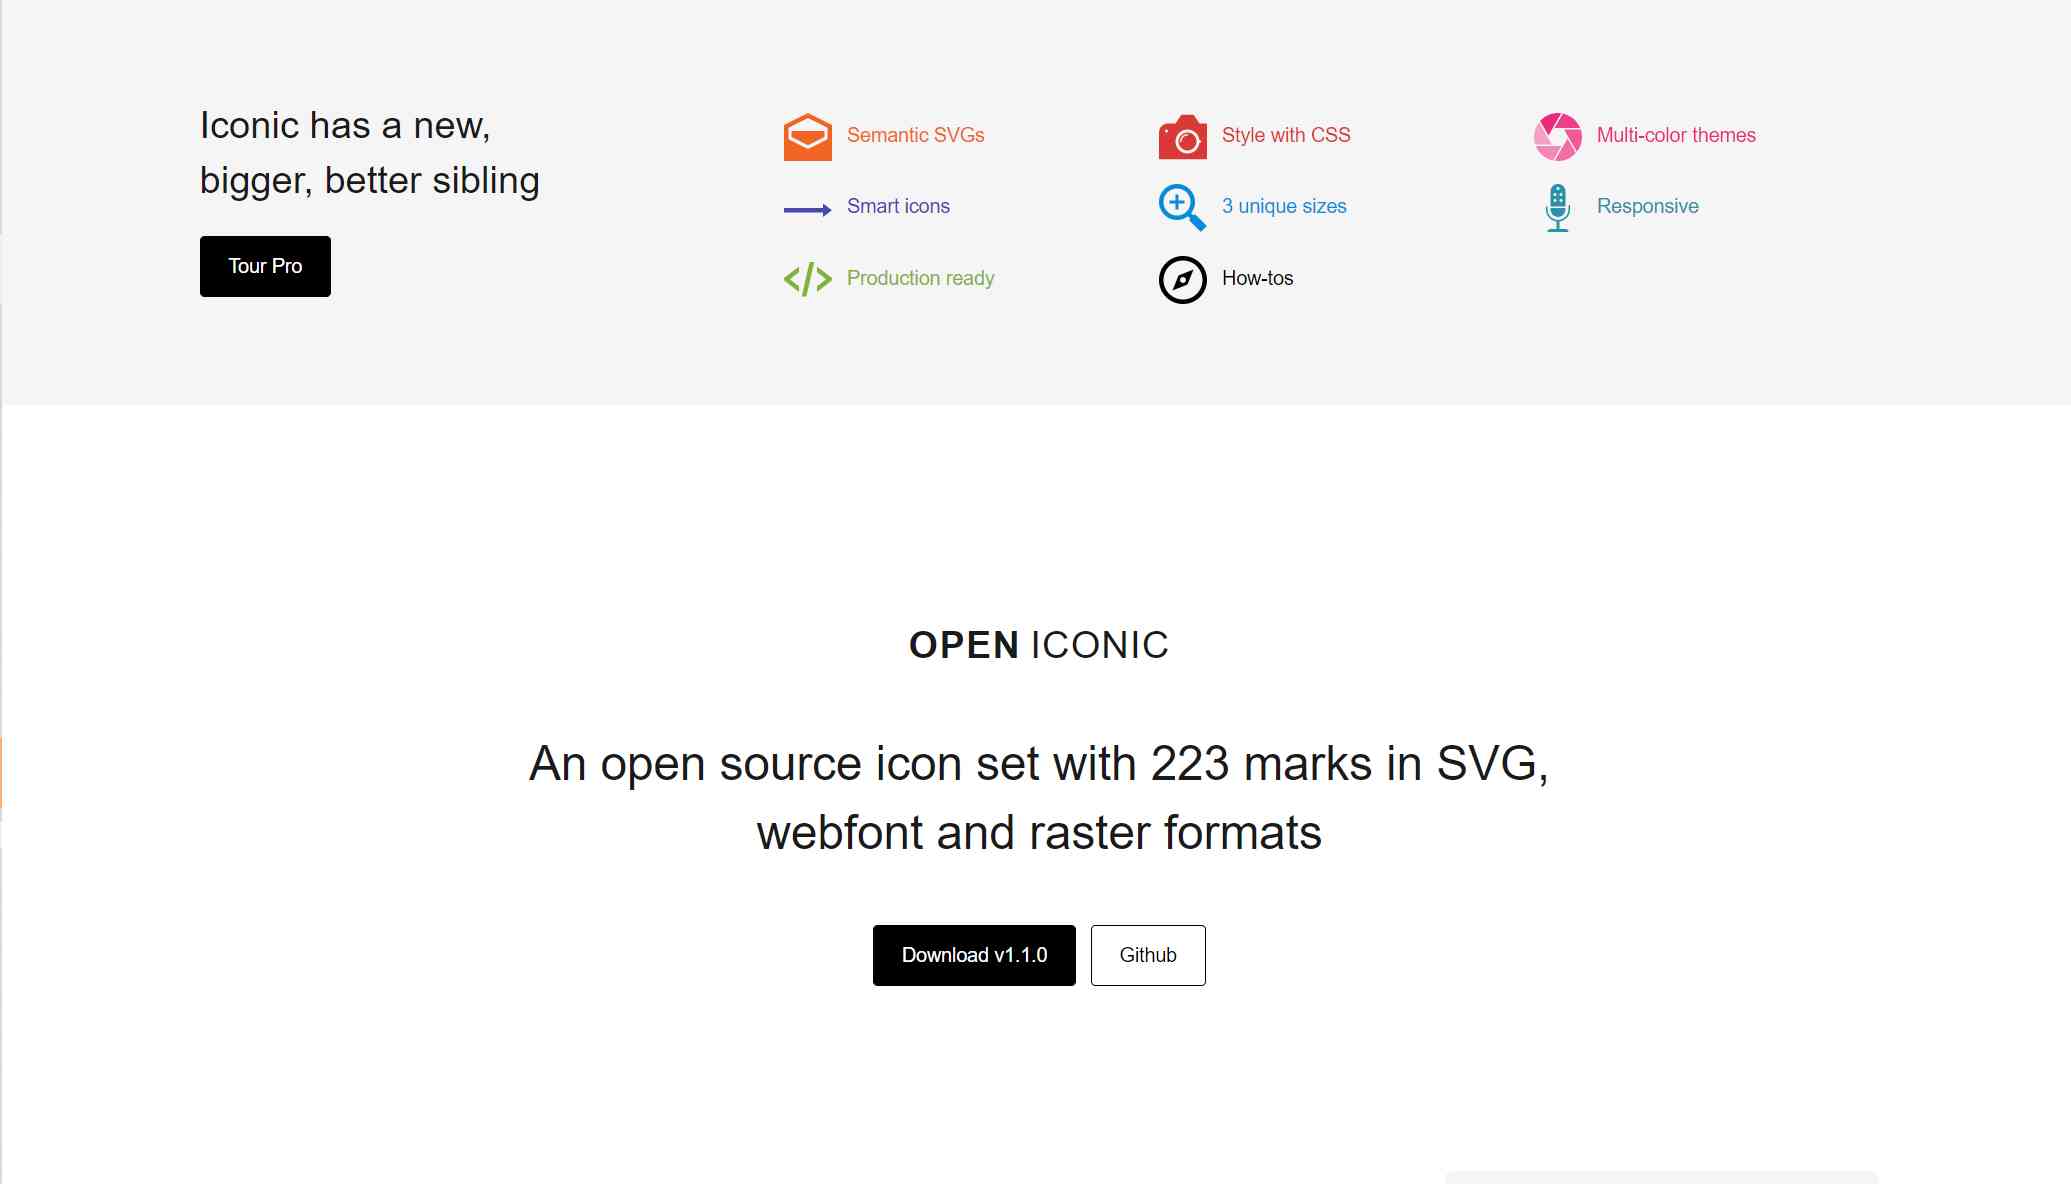 Iconic has a new,
bigger, better sibling
Tour Pro
Semantic SVGs
Style with CSS
Multi-color themes
Smart icons
3 unique sizes
Responsive
Production ready
How-tos
OPEN ICONIC
An open source icon set with 223 marks in SVG,
webfont and raster formats
Download v1.1.0
Github